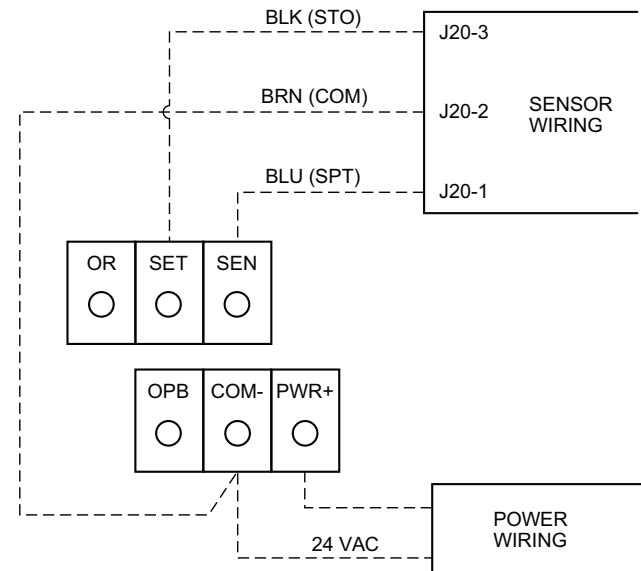 BLK (STO)
J20-3
BRN (COM)
J20-2
SENSOR
WIRING
BLU (SPT)
J20-1
OR SET SEN
OPB COM- PWR+
POWER
WIRING
24 VAC